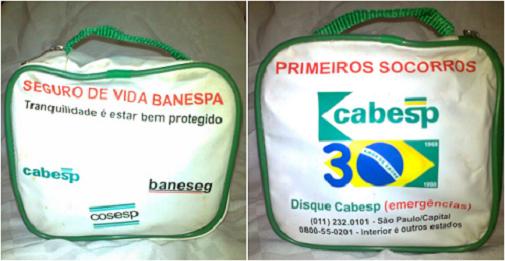 SEGURO DE VIDA BANESPA
Tranquilidade é estar bem protegido
cabesp
baneseg
cosesp
PRIMEIROS SOCORROS
cabesp
30
1968
1998
Disque Cabesp (emergências)
(011) 232.0101 - São Paulo/Capital
0800-55-0201 - Interior é outros estados